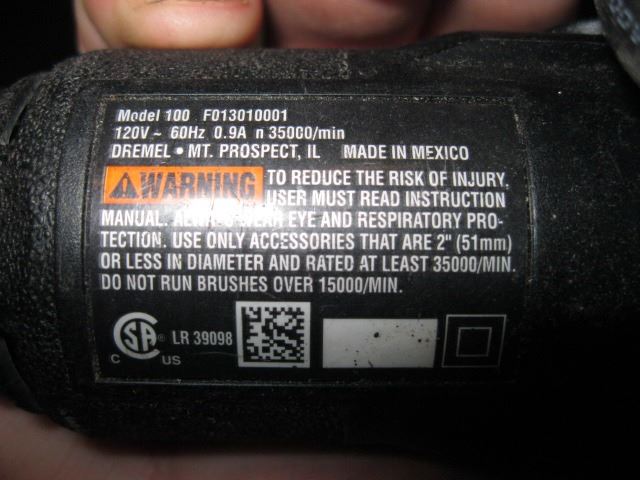 Model 100 F013010001
120V ~ 60Hz 0.9A n 35000/min
DREMEL • MT. PROSPECT, IL MADE IN MEXICO
WARNING TO REDUCE THE RISK OF INJURY,
USER MUST READ INSTRUCTION
MANUAL. ALWAYS WEAR EYE AND RESPIRATORY PRO-
TECTION. USE ONLY ACCESSORIES THAT ARE 2" (51mm)
OR LESS IN DIAMETER AND RATED AT LEAST 35000/MIN.
DO NOT RUN BRUSHES OVER 15000/MIN.
SA® LR 39098
C US